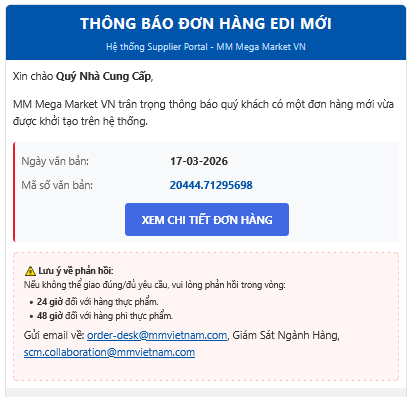 THÔNG BÁO ĐƠN HÀNG EDI MỚI
Hệ thống Supplier Portal - MM Mega Market VN
Xin chào Quý Nhà Cung Cấp,
MM Mega Market VN trân trọng thông báo quý khách có một đơn hàng mới vừa
được khởi tạo trên hệ thống.
Ngày văn bản: 17-03-2026
Mã số văn bản: 20444.71295698
XEM CHI TIẾT ĐƠN HÀNG
⚠ Lưu ý về phản hồi:
Nếu không thể giao đúng/đủ yêu cầu, vui lòng phản hồi trong vòng:
• 24 giờ đối với hàng thực phẩm.
• 48 giờ đối với hàng phi thực phẩm.
Gửi email về: order-desk@mmvietnam.com, Giám Sát Ngành Hàng,
scm.collaboration@mmvietnam.com